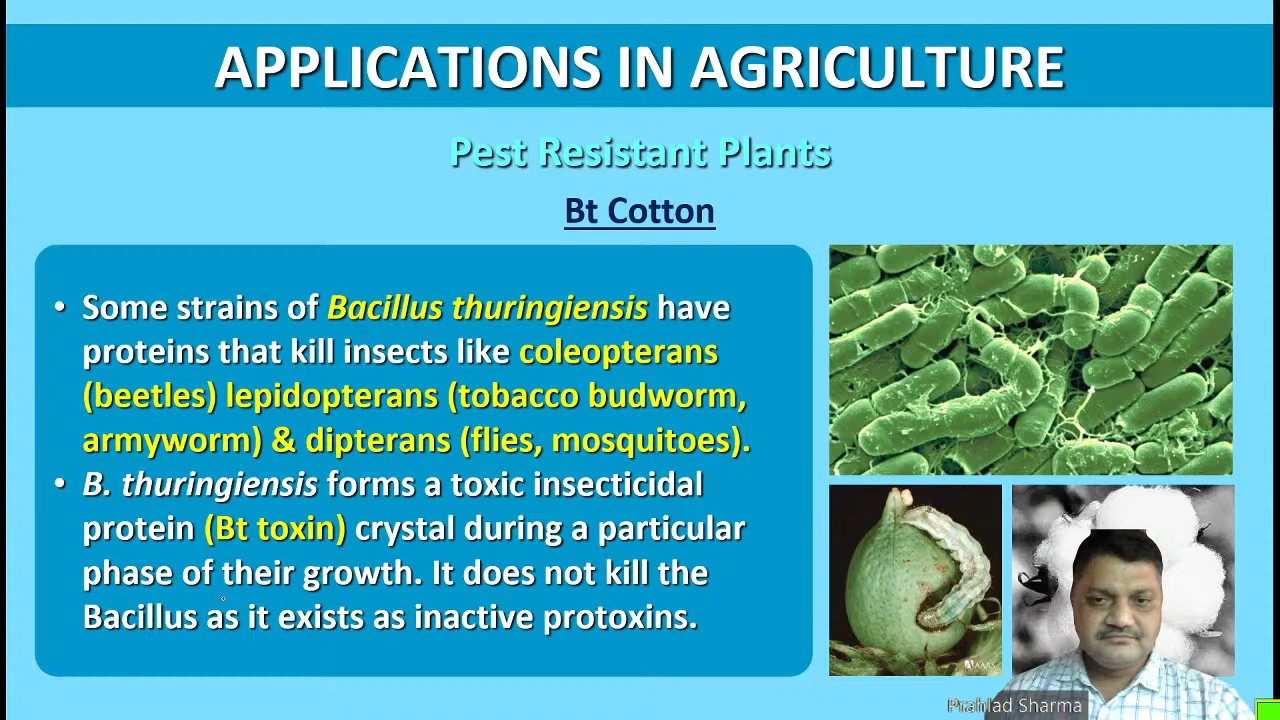 APPLICATIONS IN AGRICULTURE
Pest Resistant Plants
Bt Cotton
• Some strains of Bacillus thuringiensis have
proteins that kill insects like coleopterans
(beetles) lepidopterans (tobacco budworm,
armyworm) & dipterans (flies, mosquitoes).
• B. thuringiensis forms a toxic insecticidal
protein (Bt toxin) crystal during a particular
phase of their growth. It does not kill the
Bacillus as it exists as inactive protoxins.
AAAS
Prahlad Sharma